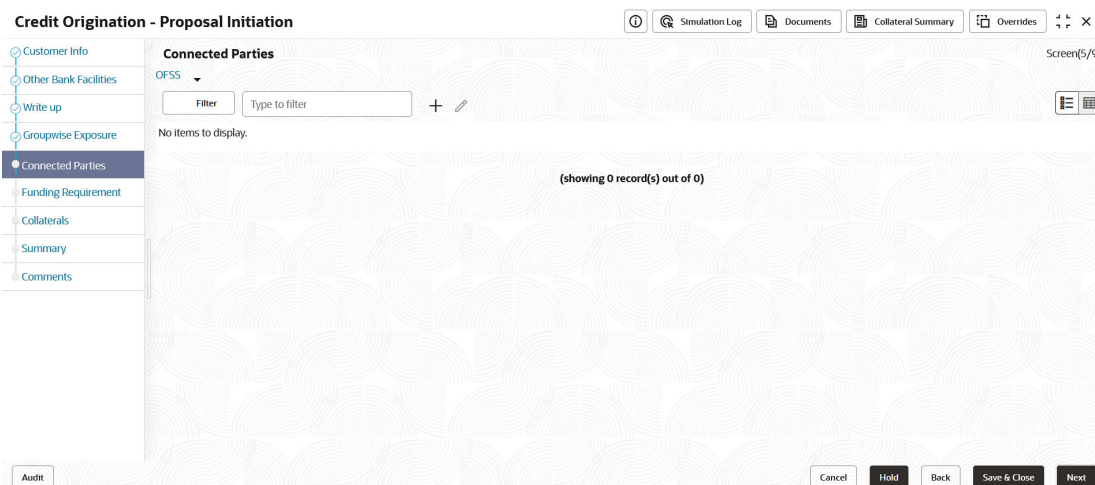 Credit Origination - Proposal Initiation
Simulation Log
Documents
Collateral Summary
Overrides
Customer Info
Other Bank Facilities
Write up
Groupwise Exposure
Connected Parties
Funding Requirement
Collaterals
Summary
Comments
Connected Parties
Screen(5/9
OFSS
Filter
Type to filter
No items to display.
(showing 0 record(s) out of 0)
Audit
Cancel
Hold
Back
Save & Close
Next